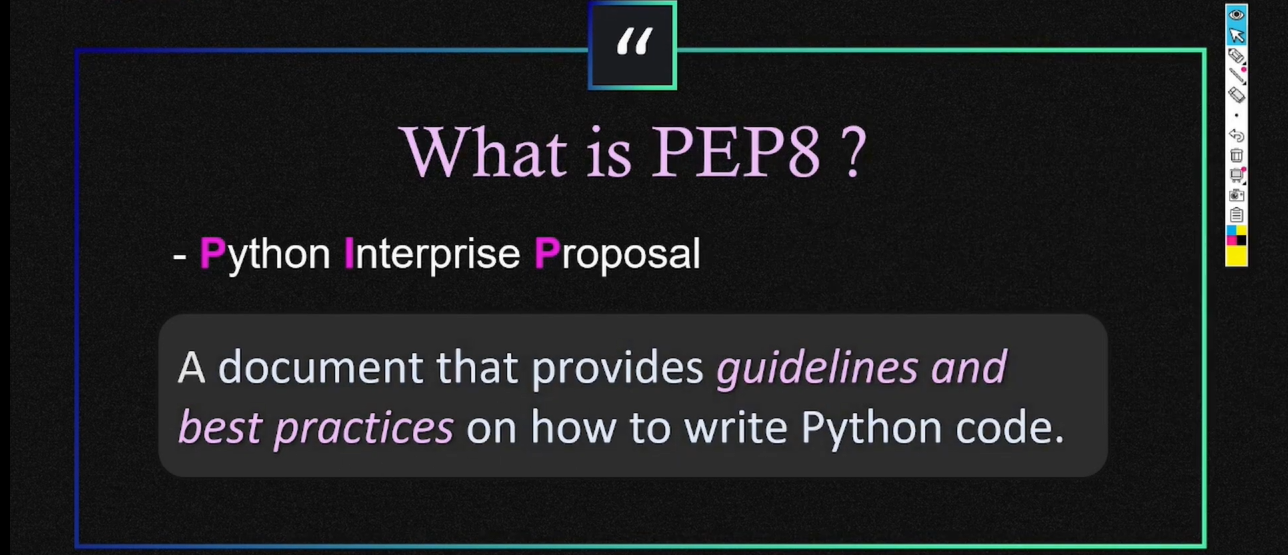 “
What is PEP8 ?
- Python Interprise Proposal
A document that provides guidelines and
best practices on how to write Python code.